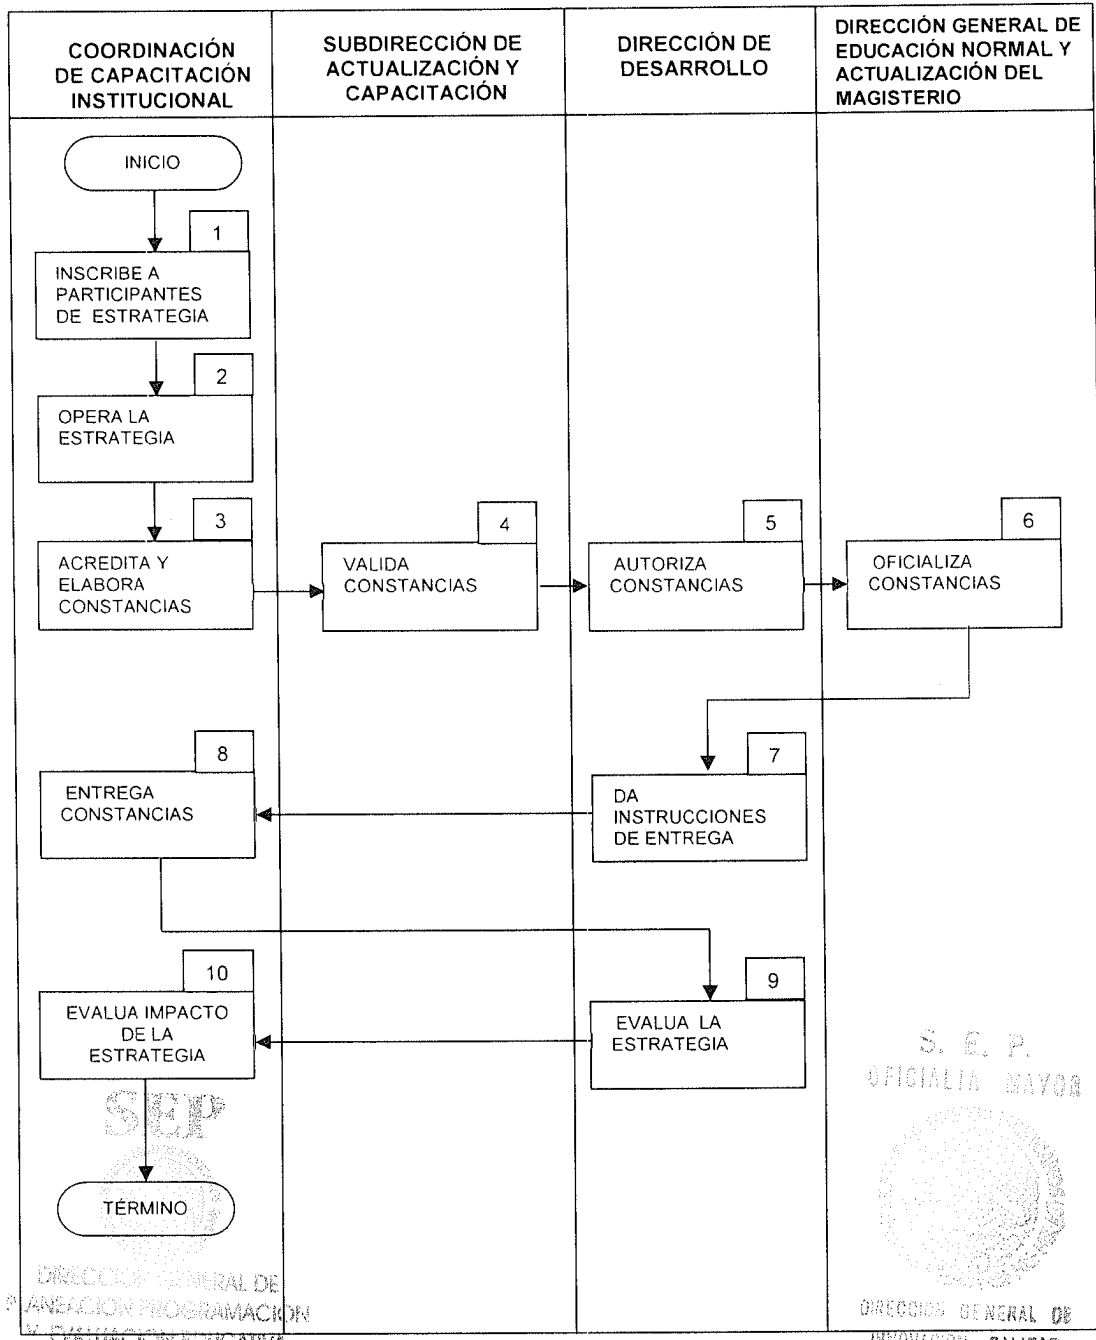 COORDINACIÓN
DE CAPACITACIÓN
INSTITUCIONAL
SUBDIRECCIÓN DE
ACTUALIZACIÓN Y
CAPACITACIÓN
DIRECCIÓN DE
DESARROLLO
DIRECCIÓN GENERAL DE
EDUCACIÓN NORMAL Y
ACTUALIZACIÓN DEL
MAGISTERIO
INICIO
1
INSCRIBE A
PARTICIPANTES
DE ESTRATEGIA
2
OPERA LA
ESTRATEGIA
3
ACREDITA Y
ELABORA
CONSTANCIAS
4
VALIDA
CONSTANCIAS
5
AUTORIZA
CONSTANCIAS
6
OFICIALIZA
CONSTANCIAS
7
DA
INSTRUCCIONES
DE ENTREGA
8
ENTREGA
CONSTANCIAS
9
EVALUA LA
ESTRATEGIA
10
EVALUA IMPACTO
DE LA
ESTRATEGIA
TÉRMINO
SEP
DIRECCION GENERAL DE
PLANEACION PROGRAMACION
Y EVALUACION EDUCATIVA
S. E. P.
OFICIALIA MAYOR
DIRECCION GENERAL DE